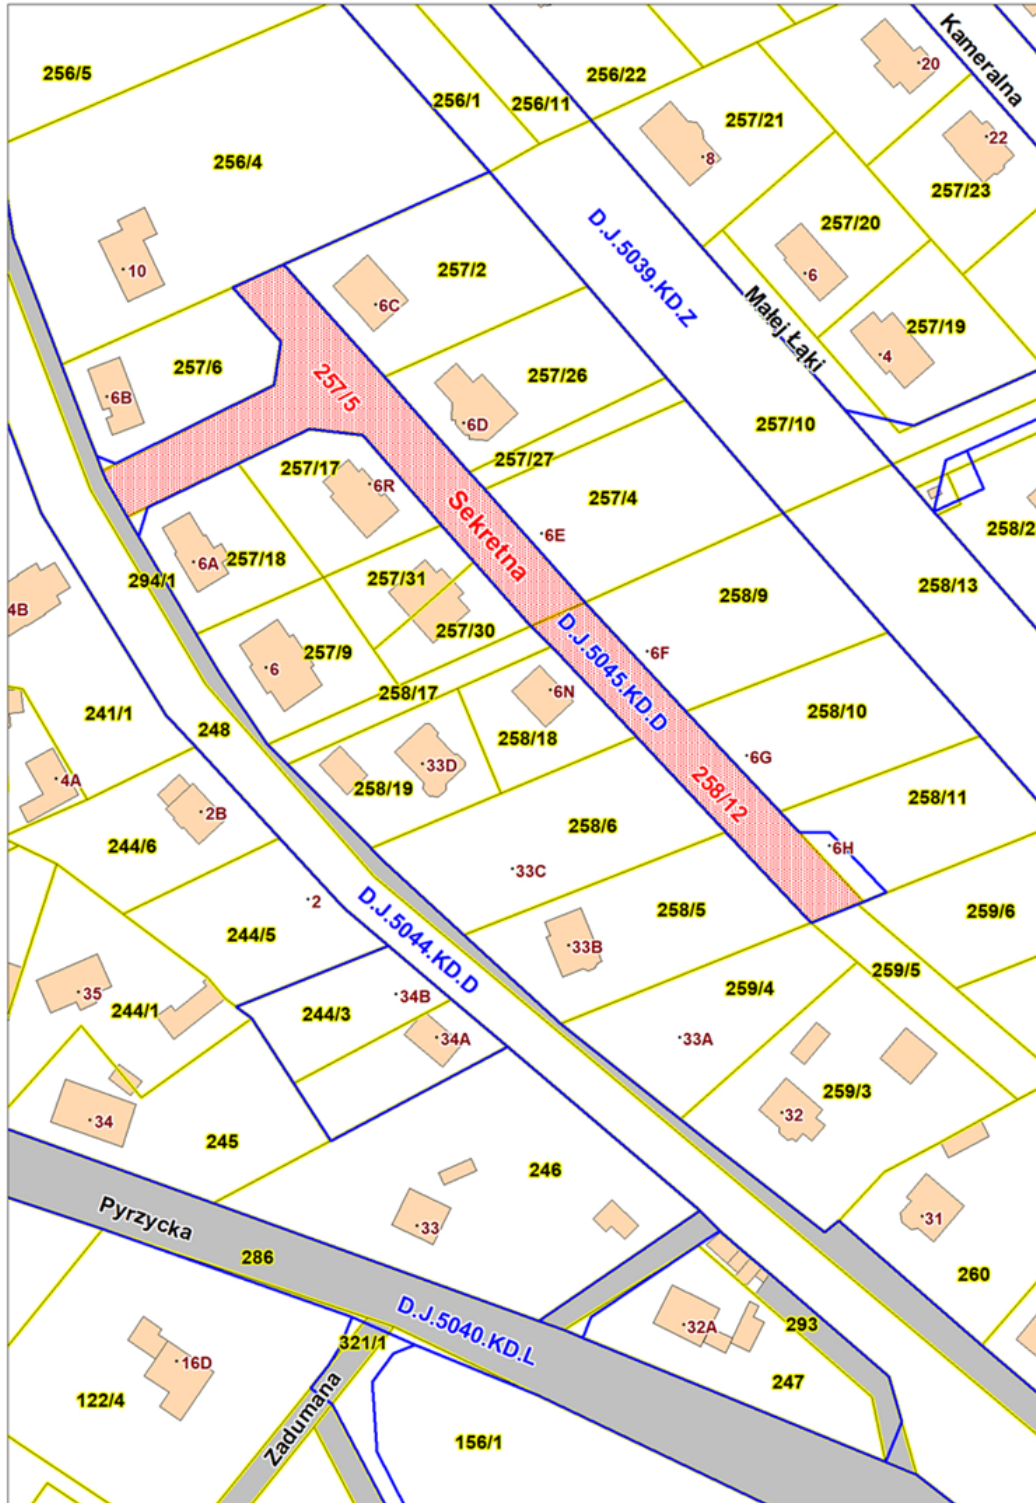 Kameralna
20
256/5
256/22
256/1
256/11
257/21
22
8
256/4
257/23
257/20
D.J.5039.KD.Z
10
257/2
6
6C
Małej Łąki
257/19
4
257/6
257/26
257/5
6B
6D
257/10
257/27
257/17
6R
257/4
Sekretna
258/2
6E
6A
257/18
294/1
257/31
258/13
4B
258/9
257/30
D.J.5045.KD.D
257/9
6F
6
6N
258/17
241/1
248
258/10
258/18
33D
6G
4A
258/19
258/12
258/11
2B
258/6
244/6
6H
33C
2
258/5
259/6
D.J.5044.KD.D
244/5
33B
259/5
35
34B
259/4
244/1
244/3
34A
33A
259/3
34
32
245
246
Pyrzycka
33
31
286
260
D.J.5040.KD.L
32A
293
321/1
16D
247
122/4
Zadumana
156/1